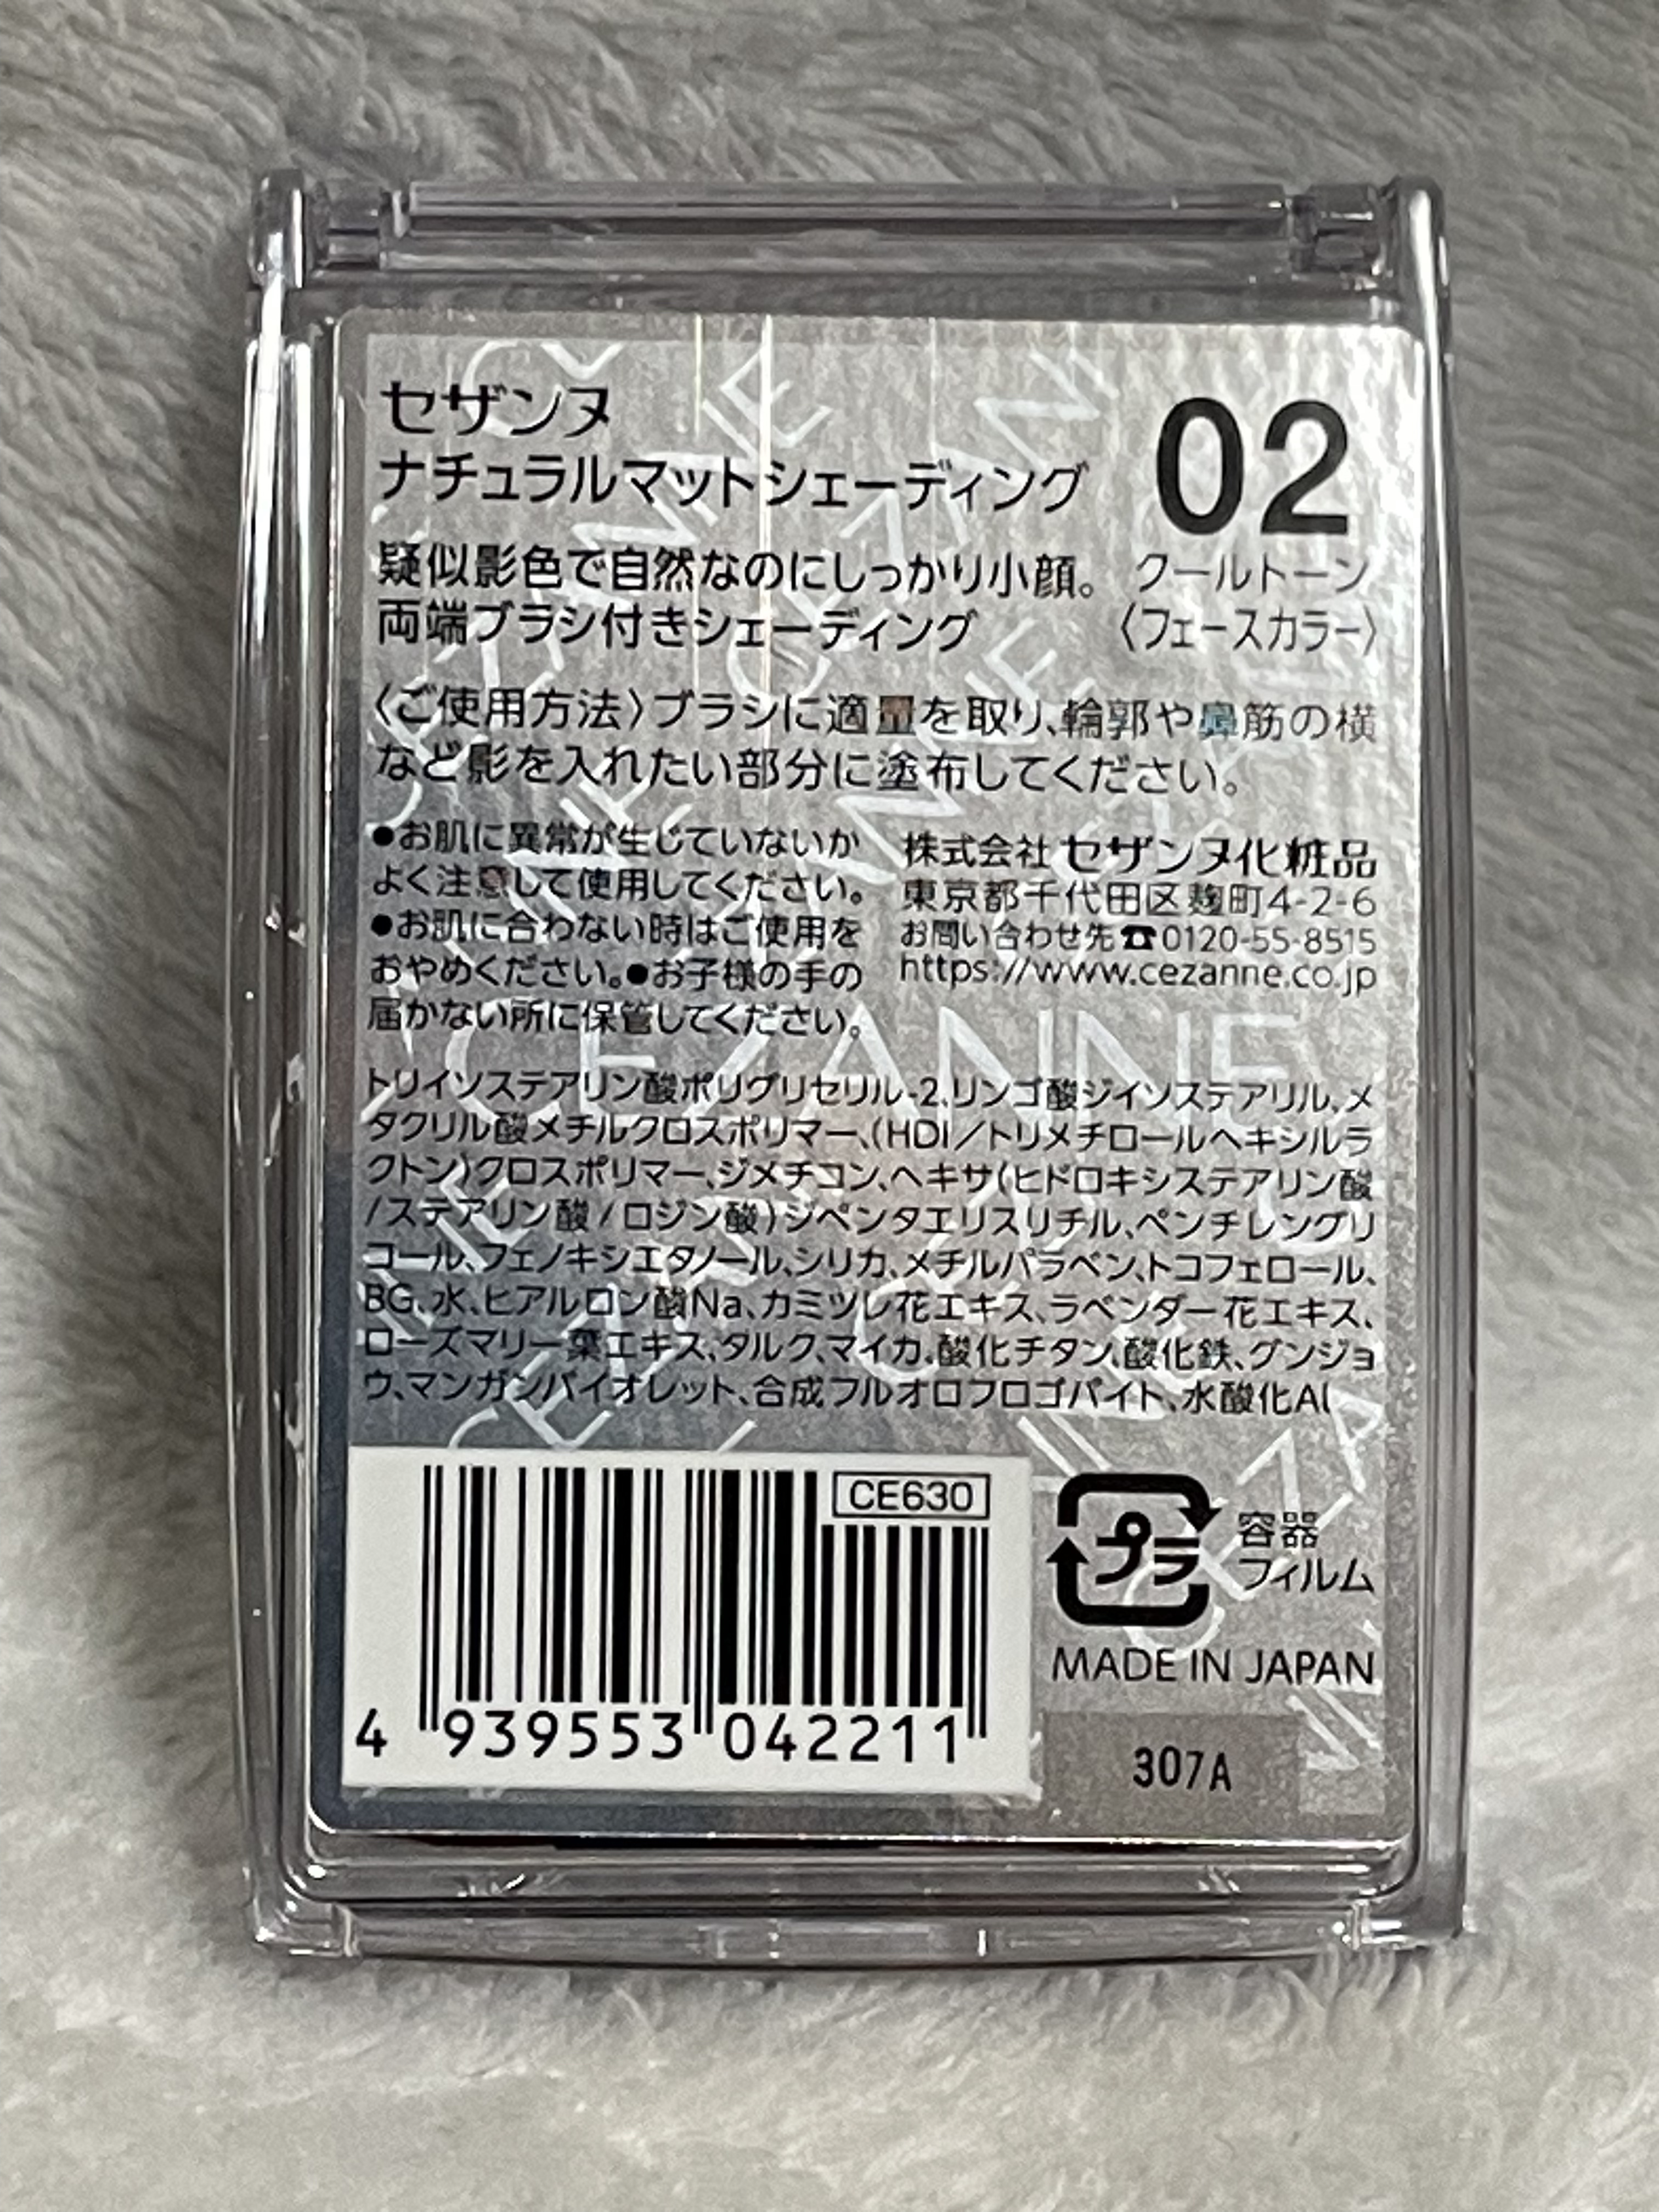 セザンヌ
ナチュラルマットシェーディング
02
疑似影色で自然なのにしっかり小顔。
両端ブラシ付きシェーディング
クールトーン
〈フェースカラー〉
〈ご使用方法〉ブラシに適量を取り、輪郭や鼻筋の横
など影を入れたい部分に塗布してください。
●お肌に異常が生じていないか
よく注意して使用してください。
●お肌に合わない時はご使用を
おやめください。●お子様の手の
届かない所に保管してください。
株式会社 セザンヌ化粧品
東京都千代田区麹町4-2-6
お問い合わせ先☎0120-55-8515
https://www.cezanne.co.jp
トリイソステアリン酸ポリグリセリル-2、リンゴ酸ジイソステアリル、メ
タクリル酸メチルクロスポリマー、(HDI/トリメチロールヘキシルラ
クトン)クロスポリマー、ジメチコン、ヘキサ(ヒドロキシステアリン酸
/ステアリン酸/ロジン酸)ジペンタエリスリチル、ペンチレングリ
コール、フェノキシエタノール、シリカ、メチルパラベン、トコフェロール、
BG、水、ヒアルロン酸Na、カミツレ花エキス、ラベンダー花エキス、
ローズマリー葉エキス、タルク、マイカ、酸化チタン、酸化鉄、グンジョ
ウ、マンガンバイオレット、合成フルオロフロゴパイト、水酸化Al
CE630
4 939553 042211
プラ
容器
フィルム
MADE IN JAPAN
307A
CEZANNE